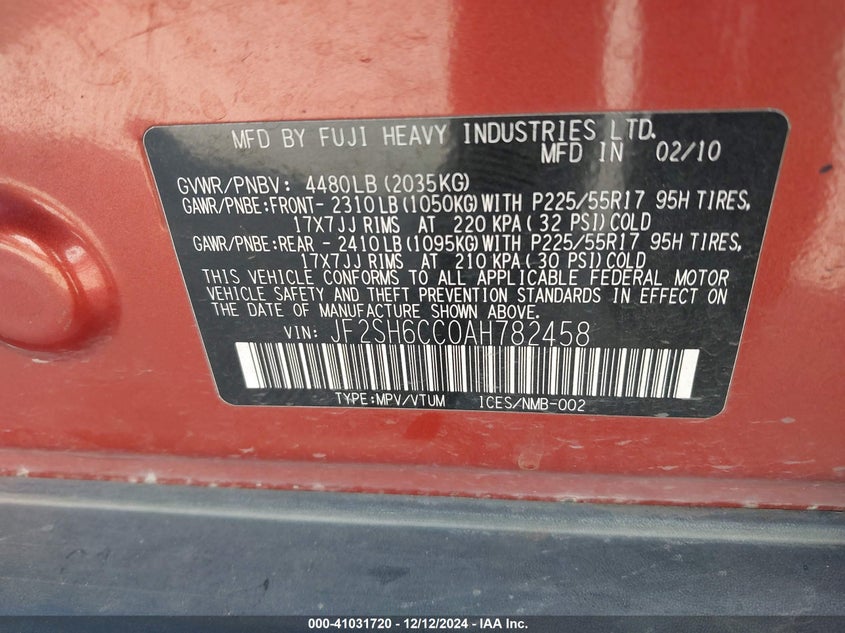 MFD BY FUJI HEAVY INDUSTRIES LTD.
MFD IN 02/10
GVWR/PNBV: 4480LB (2035KG)
GAWR/PNBE:FRONT- 2310LB (1050KG) WITH P225/55R17 95H TIRES,
17X7JJ RIMS AT 220 KPA ( 32 PSI) COLD
GAWR/PNBE:REAR - 2410LB (1095KG) WITH P225/55R17 95H TIRES,
17X7JJ RIMS AT 210 KPA ( 30 PSI) COLD
THIS VEHICLE CONFORMS TO ALL APPLICABLE FEDERAL MOTOR
VEHICLE SAFETY AND THEFT PREVENTION STANDARDS IN EFFECT ON
THE DATE OF MANUFACTURE SHOWN ABOVE.
VIN: JF2SH6CC0AH782458
TYPE:MPV/VTUM ICES/NMB-002
000-41031720 - 12/12/2024 - IAA Inc.